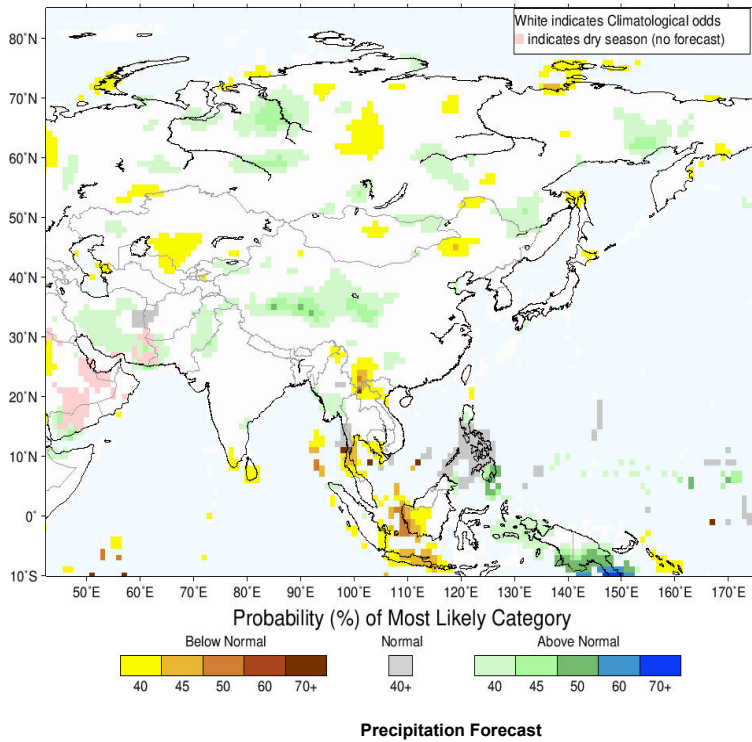 White indicates Climatological odds
indicates dry season (no forecast)
80˚N
70˚N
60˚N
50˚N
40˚N
30˚N
20˚N
10˚N
0˚
10˚S
50˚E 60˚E 70˚E 80˚E 90˚E 100˚E 110˚E 120˚E 130˚E 140˚E 150˚E 160˚E 170˚E
Probability (%) of Most Likely Category
Below Normal Normal Above Normal
40 45 50 60 70+ 40+ 40 45 50 60 70+
Precipitation Forecast